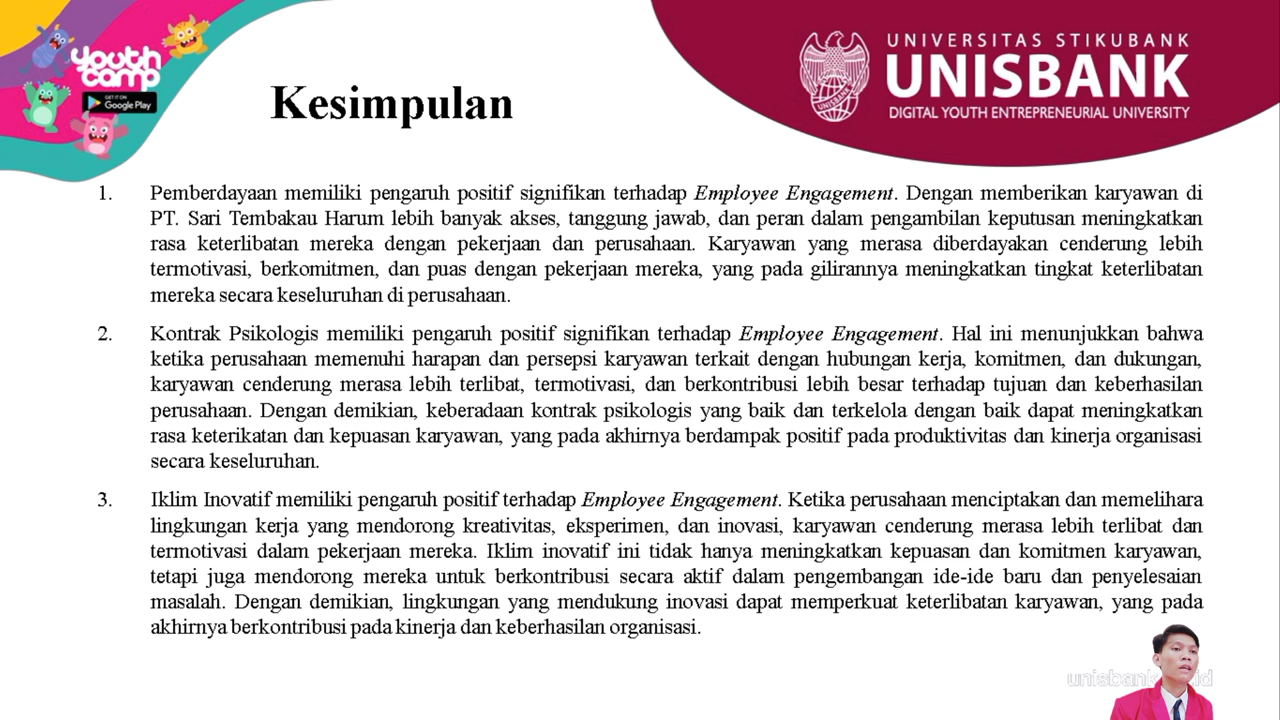 youth
camp
GET IT ON
Google Play
UNIVERSITAS STIKUBANK
UNISBANK
DIGITAL YOUTH ENTREPRENEURIAL UNIVERSITY
UNISBANK
Kesimpulan
1. Pemberdayaan memiliki pengaruh positif signifikan terhadap Employee Engagement. Dengan memberikan karyawan di
PT. Sari Tembakau Harum lebih banyak akses, tanggung jawab, dan peran dalam pengambilan keputusan meningkatkan
rasa keterlibatan mereka dengan pekerjaan dan perusahaan. Karyawan yang merasa diberdayakan cenderung lebih
termotivasi, berkomitmen, dan puas dengan pekerjaan mereka, yang pada gilirannya meningkatkan tingkat keterlibatan
mereka secara keseluruhan di perusahaan.
2. Kontrak Psikologis memiliki pengaruh positif signifikan terhadap Employee Engagement. Hal ini menunjukkan bahwa
ketika perusahaan memenuhi harapan dan persepsi karyawan terkait dengan hubungan kerja, komitmen, dan dukungan,
karyawan cenderung merasa lebih terlibat, termotivasi, dan berkontribusi lebih besar terhadap tujuan dan keberhasilan
perusahaan. Dengan demikian, keberadaan kontrak psikologis yang baik dan terkelola dengan baik dapat meningkatkan
rasa keterikatan dan kepuasan karyawan, yang pada akhirnya berdampak positif pada produktivitas dan kinerja organisasi
secara keseluruhan.
3. Iklim Inovatif memiliki pengaruh positif terhadap Employee Engagement. Ketika perusahaan menciptakan dan memelihara
lingkungan kerja yang mendorong kreativitas, eksperimen, dan inovasi, karyawan cenderung merasa lebih terlibat dan
termotivasi dalam pekerjaan mereka. Iklim inovatif ini tidak hanya meningkatkan kepuasan dan komitmen karyawan,
tetapi juga mendorong mereka untuk berkontribusi secara aktif dalam pengembangan ide-ide baru dan penyelesaian
masalah. Dengan demikian, lingkungan yang mendukung inovasi dapat memperkuat keterlibatan karyawan, yang pada
akhirnya berkontribusi pada kinerja dan keberhasilan organisasi.
unisbank